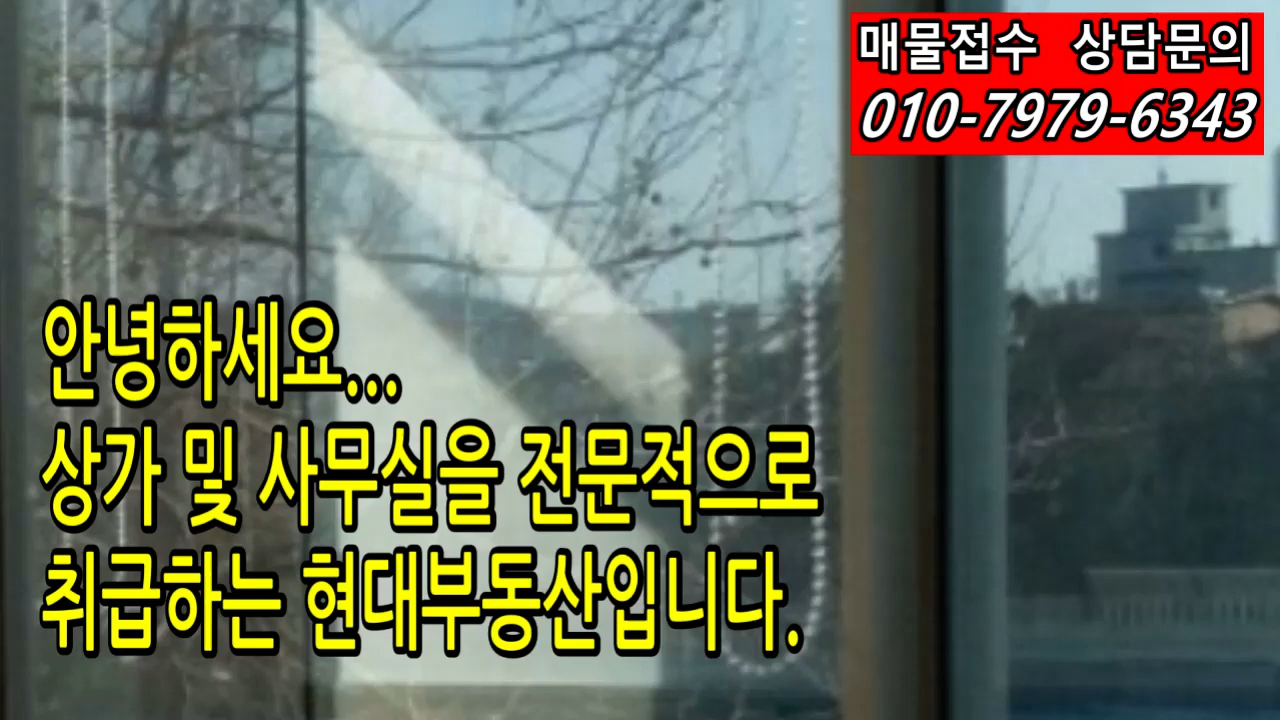 매물접수 상담문의
010-7979-6343
안녕하세요...
상가 및 사무실을 전문적으로
취급하는 현대부동산입니다.